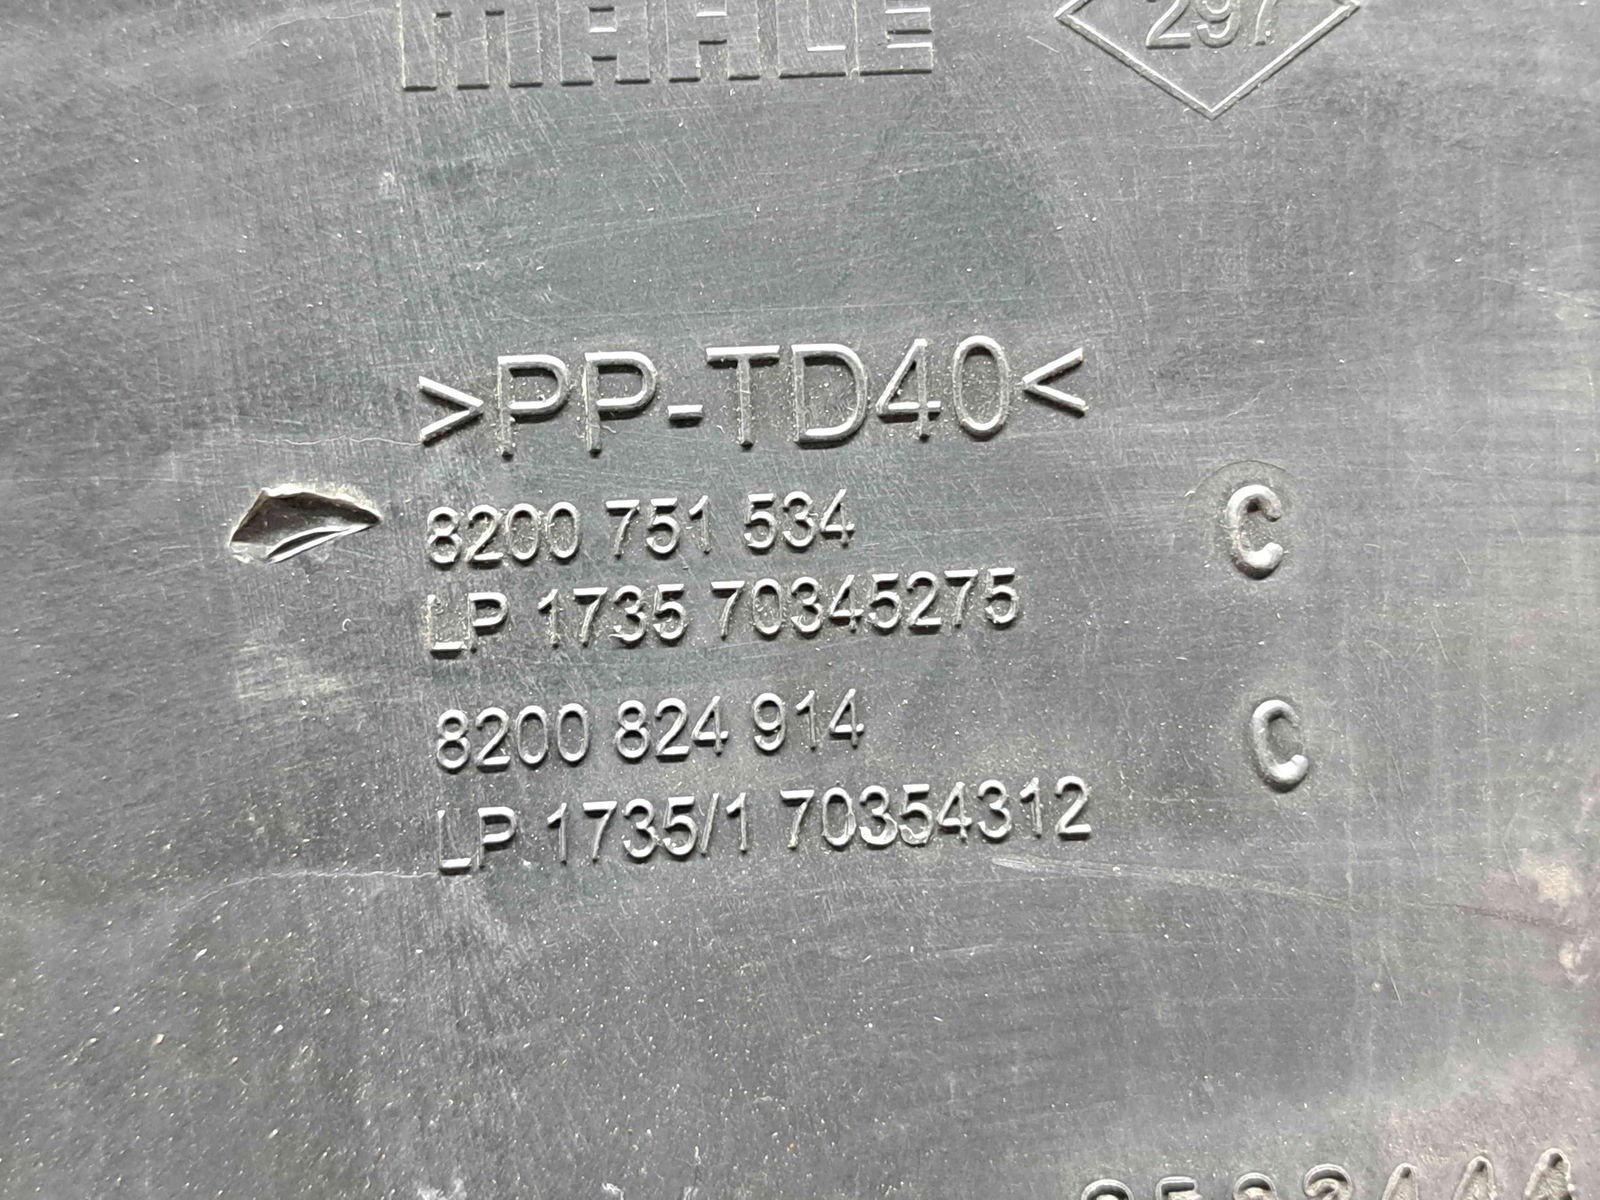 MAHLE 297
>PP-TD40<
8200 751 534 C
LP 1735 70345275
8200 824 914 C
LP 1735/1 70354312